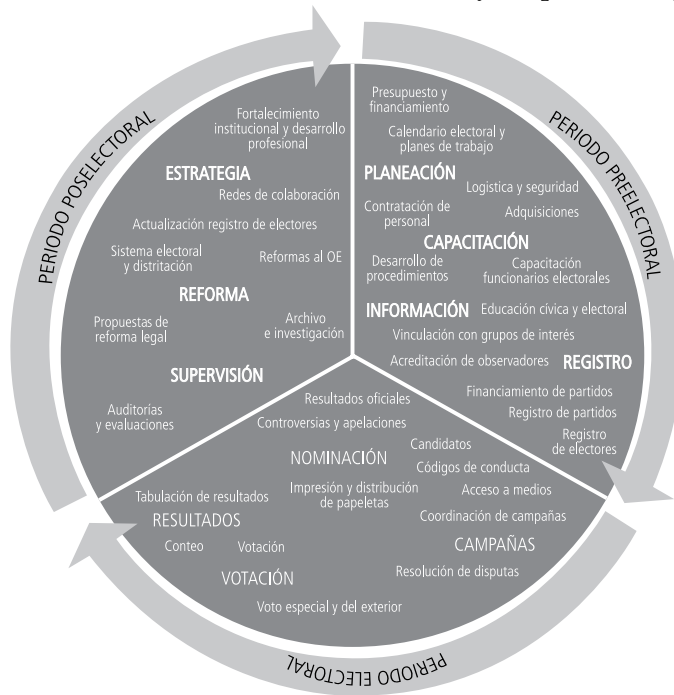 PERIODO POSELECTORAL
Fortalecimiento
institucional y desarrollo
profesional
ESTRATEGIA
Redes de colaboración
Actualización registro de electores
Sistema electoral
y distritación
Reformas al OE
REFORMA
Propuestas de
reforma legal
Archivo
e investigación
SUPERVISIÓN
Auditorías
y evaluaciones
PERIODO PREELECTORAL
Presupuesto y
financiamiento
Calendario electoral y
planes de trabajo
PLANEACIÓN
Logistica y seguridad
Contratación de
personal
Adquisiciones
CAPACITACIÓN
Desarrollo de
procedimientos
Capacitación
funcionarios electorales
INFORMACIÓN
Educación cívica y electoral
Vinculación con grupos de interés
Acreditación de observadores
REGISTRO
Financiamiento de partidos
Registro de partidos
Registro
de electores
Resultados oficiales
Controversias y apelaciones
NOMINACIÓN
Candidatos
Códigos de conducta
Impresión y distribución
de papeletas
Acceso a medios
Tabulación de resultados
RESULTADOS
Coordinación de campañas
Conteo
Votación
CAMPAÑAS
VOTACIÓN
Resolución de disputas
Voto especial y del exterior
PERIODO ELECTORAL